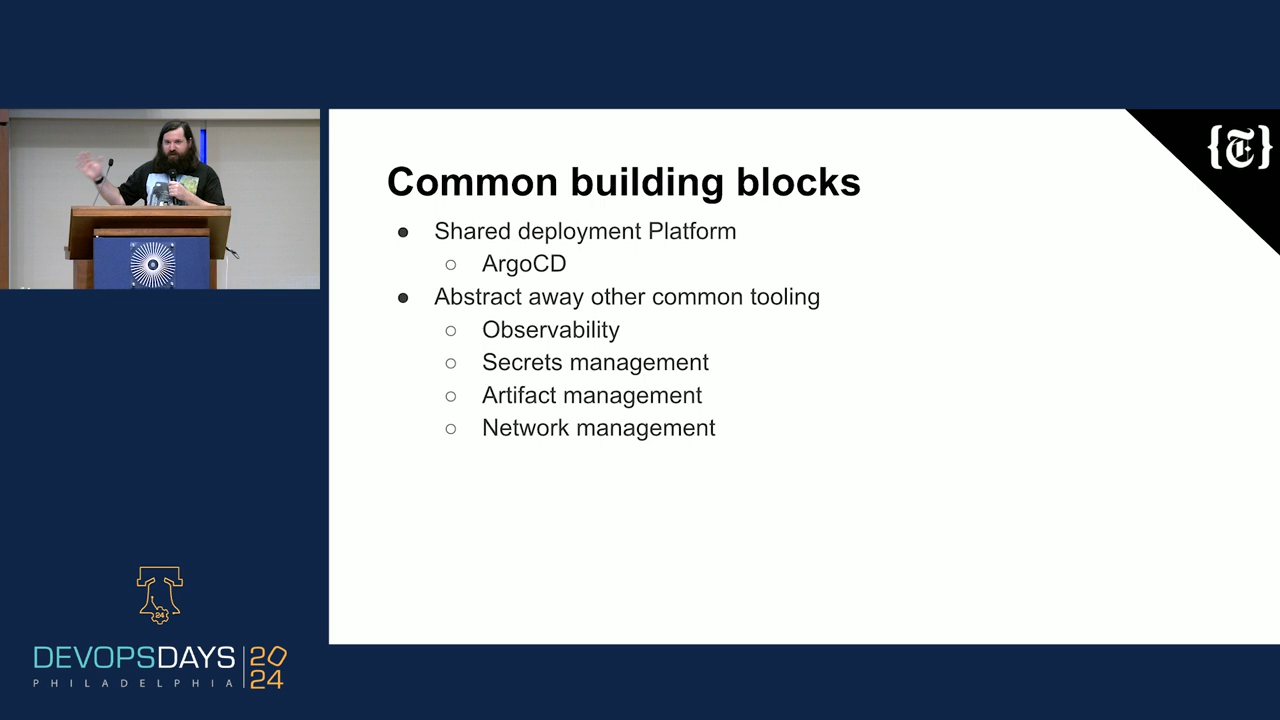 {T}
Common building blocks
● Shared deployment Platform
○ ArgoCD
● Abstract away other common tooling
○ Observability
○ Secrets management
○ Artifact management
○ Network management
24
DEVOPSDAYS
PHILADELPHIA
20
24